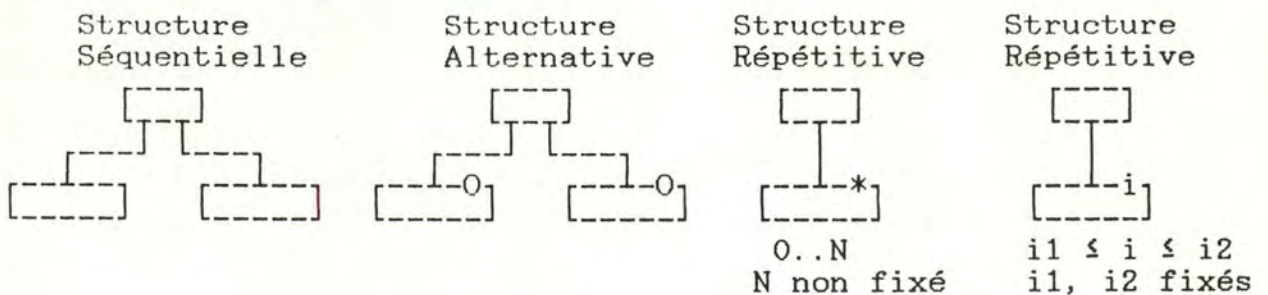 Structure Séquentielle
Structure Alternative
Structure Répétitive
Structure Répétitive
O
O
*
i
0..N
N non fixé
i1 ≤ i ≤ i2
i1, i2 fixés